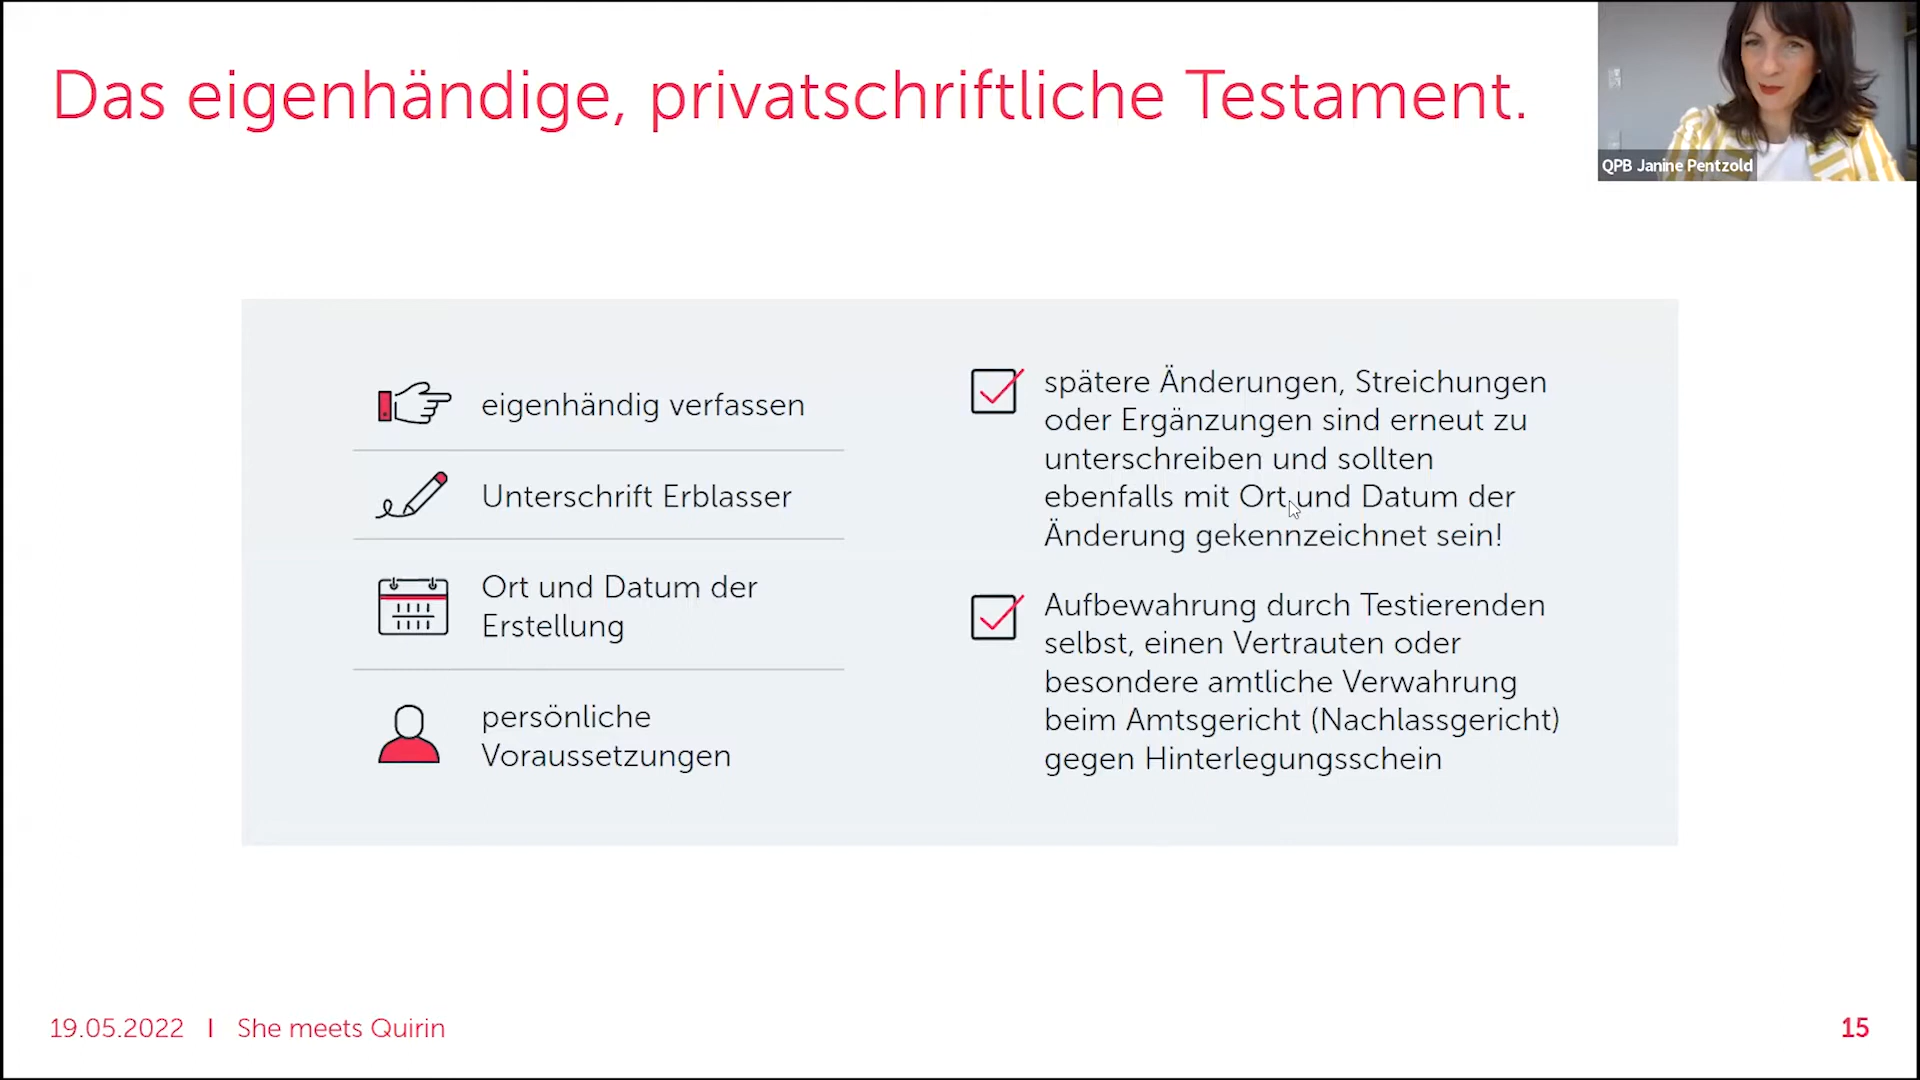 Das eigenhändige, privatschriftliche Testament.
QPB Janine Pentzold
eigenhändig verfassen
Unterschrift Erblasser
Ort und Datum der
Erstellung
persönliche
Voraussetzungen
spätere Änderungen, Streichungen
oder Ergänzungen sind erneut zu
unterschreiben und sollten
ebenfalls mit Ort und Datum der
Änderung gekennzeichnet sein!
Aufbewahrung durch Testierenden
selbst, einen Vertrauten oder
besondere amtliche Verwahrung
beim Amtsgericht (Nachlassgericht)
gegen Hinterlegungsschein
19.05.2022 | She meets Quirin
15